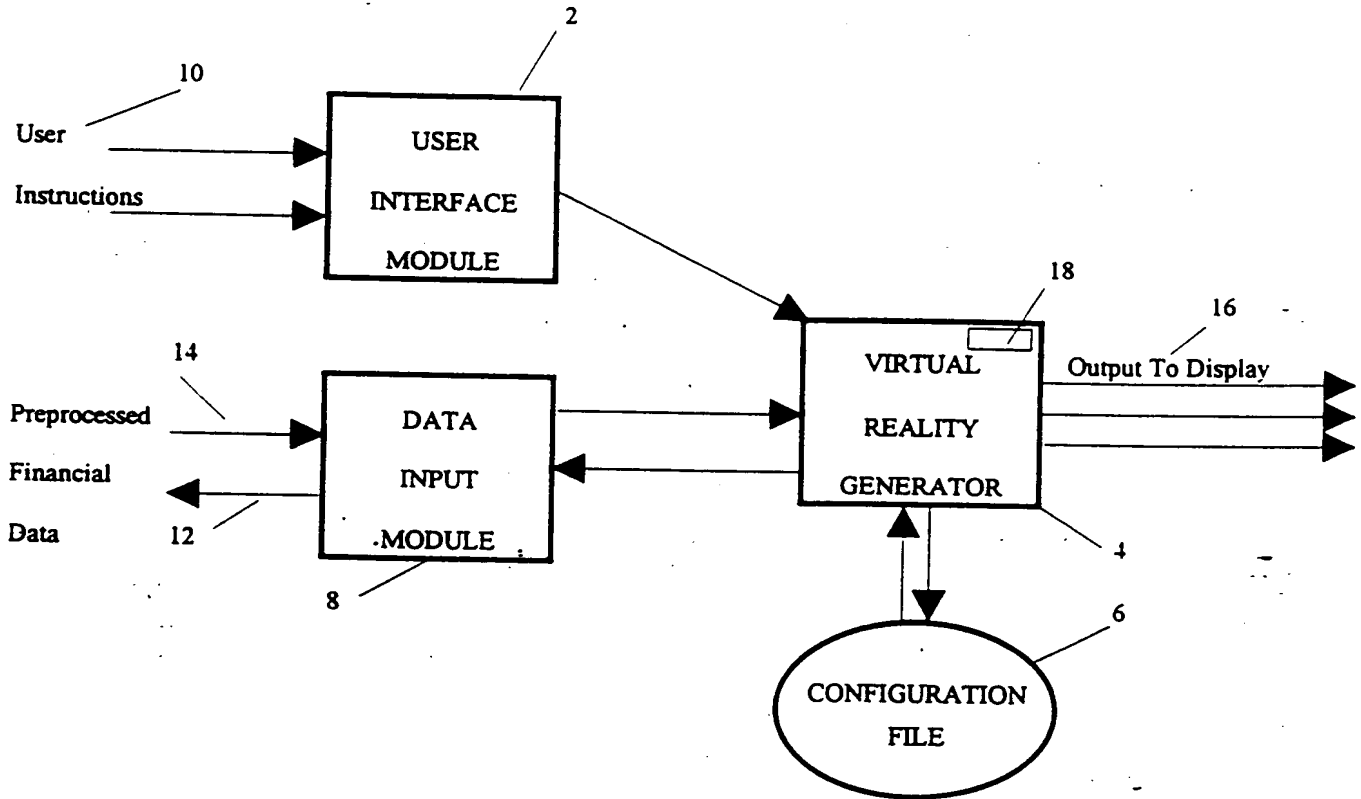 2
10
User
Instructions
USER
INTERFACE
MODULE
18
16
14
Preprocessed
Financial
Data
12
DATA
INPUT
MODULE
8
VIRTUAL
REALITY
GENERATOR
Output To Display
4
6
CONFIGURATION
FILE